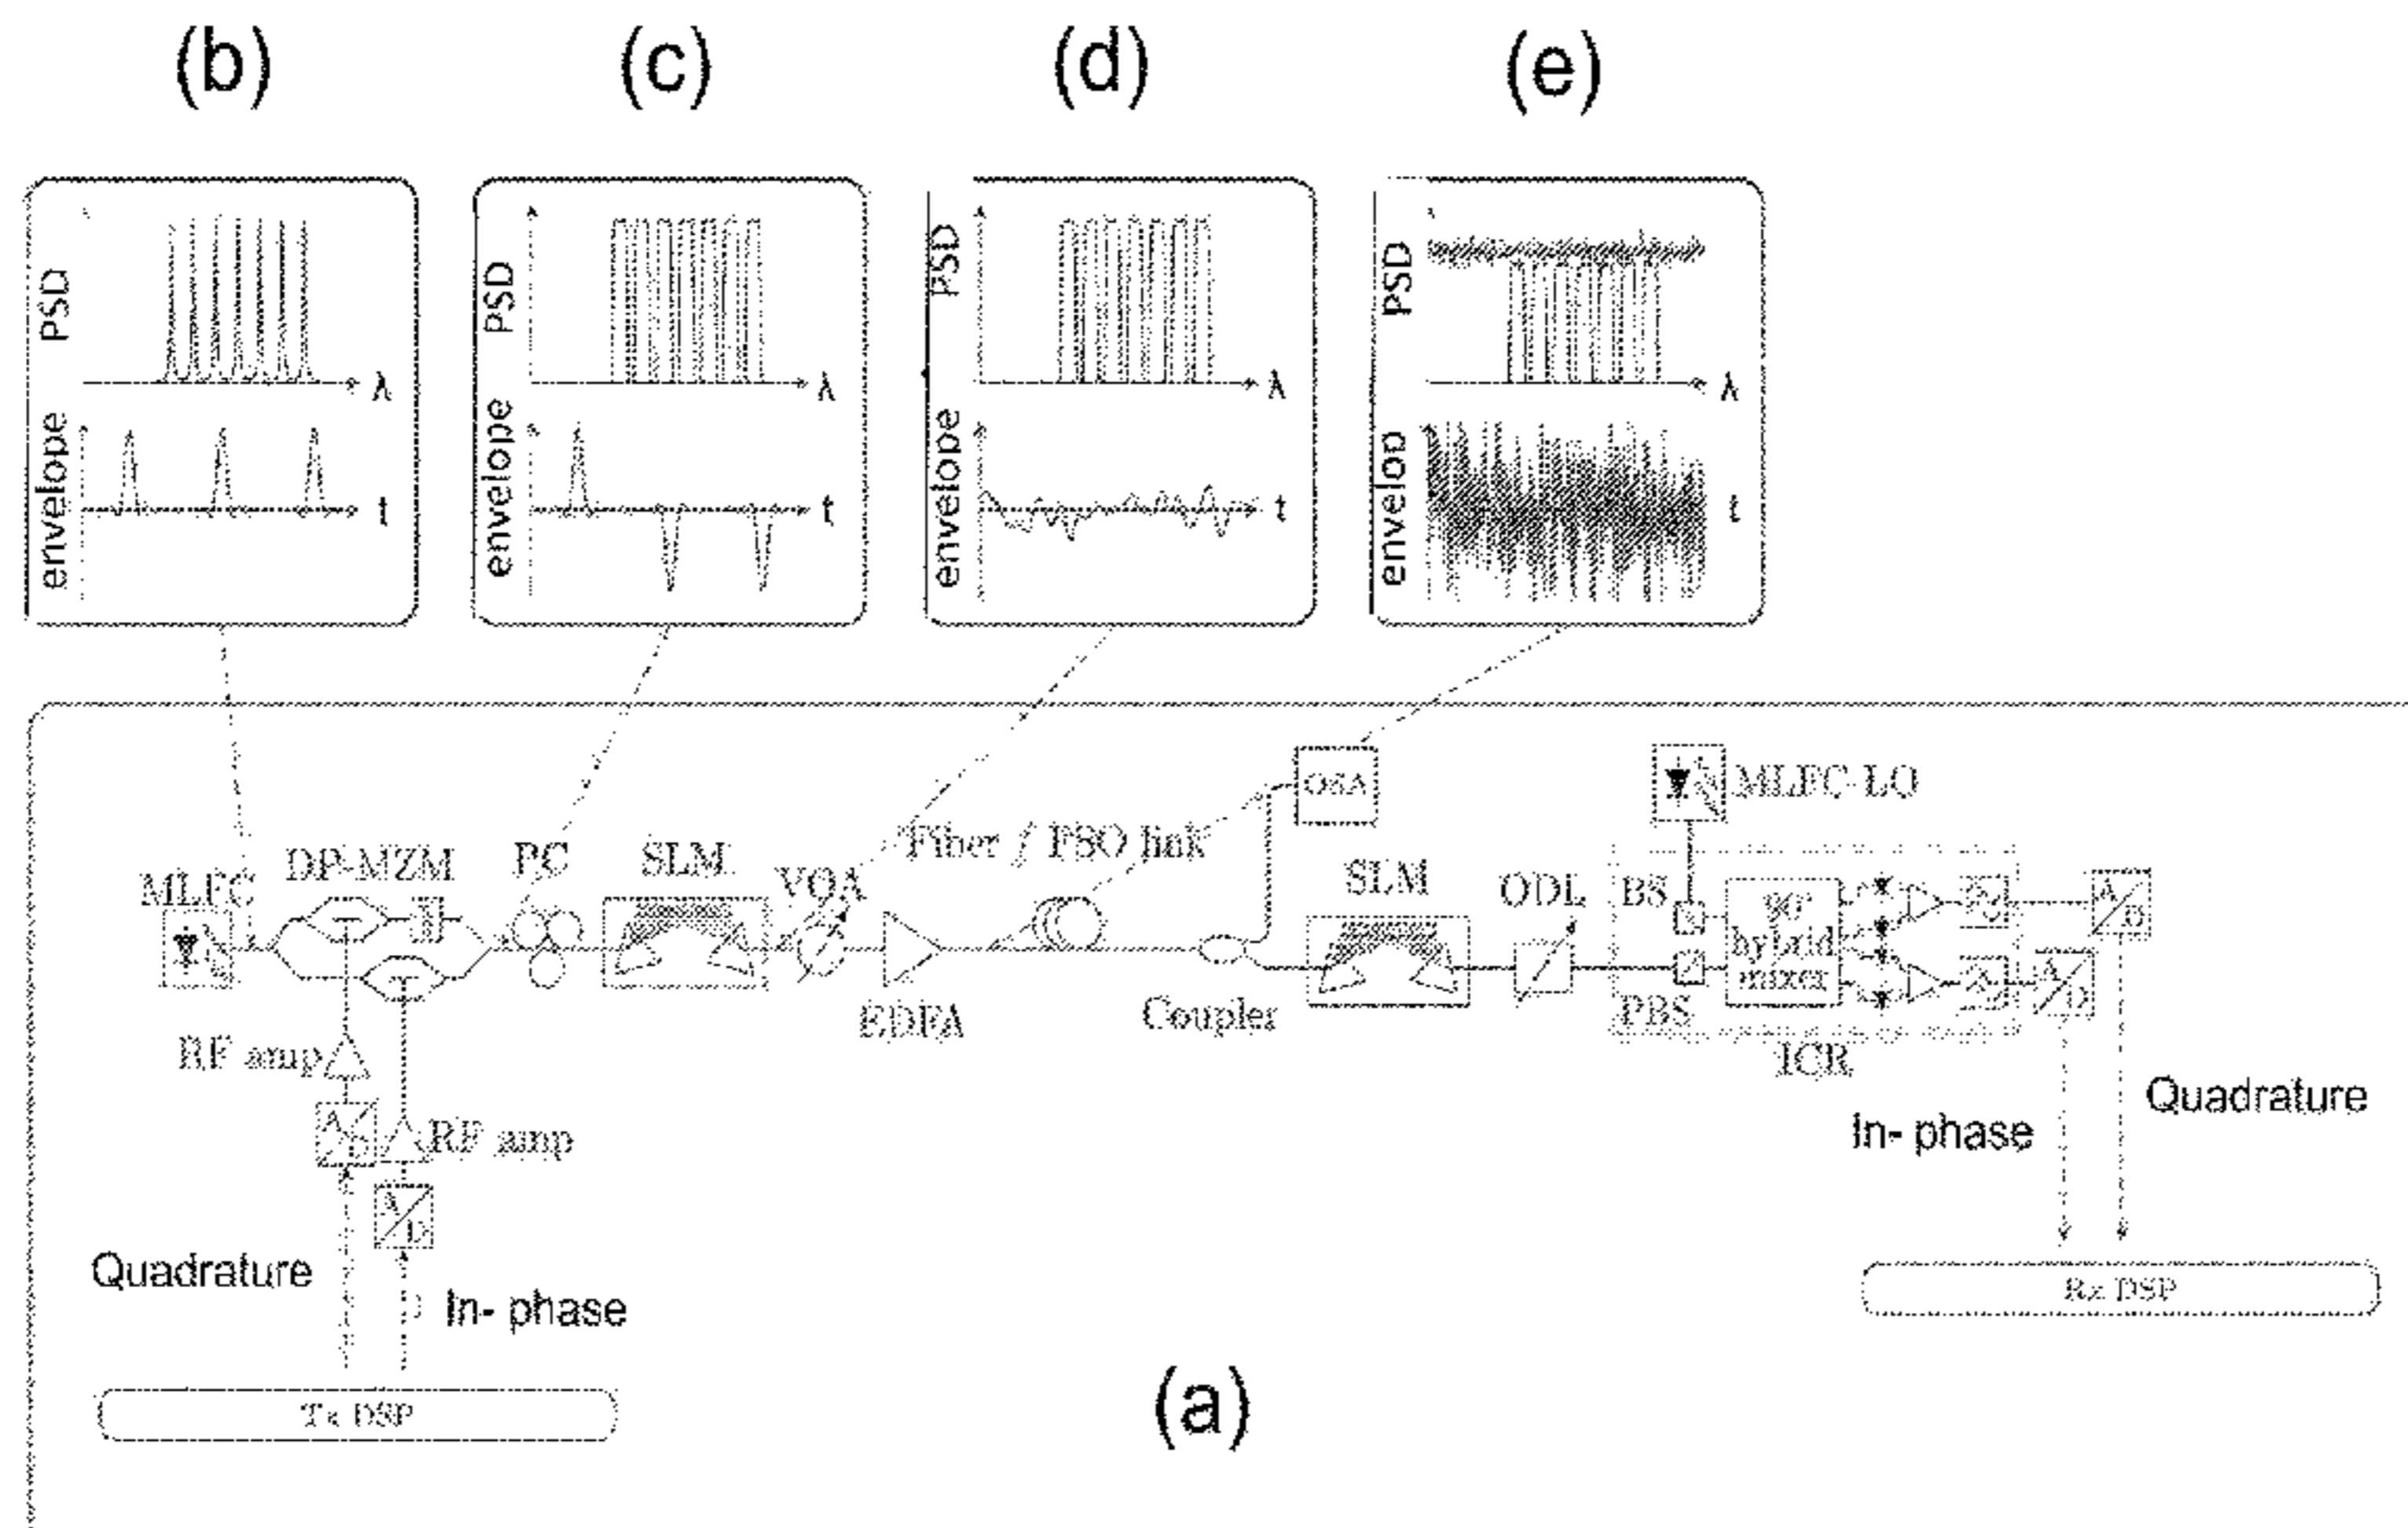 (b) (c) (d) (e)
PSD λ
envelope t
PSD λ
envelope t
PSD λ
envelope t
PSD λ
envelop t
MLFC
DP-MZM
PC
SLM
VOA
EDFA
Fiber / FSO link
OSA
Coupler
SLM
ODL
MLFC-LO
BS
PBS
90°
hybrid
mixer
ICR
A
D
A
D
RF amp
A
D
RF amp
A
D
Quadrature
In- phase
Tx DSP
In- phase
Quadrature
Rx DSP
(a)